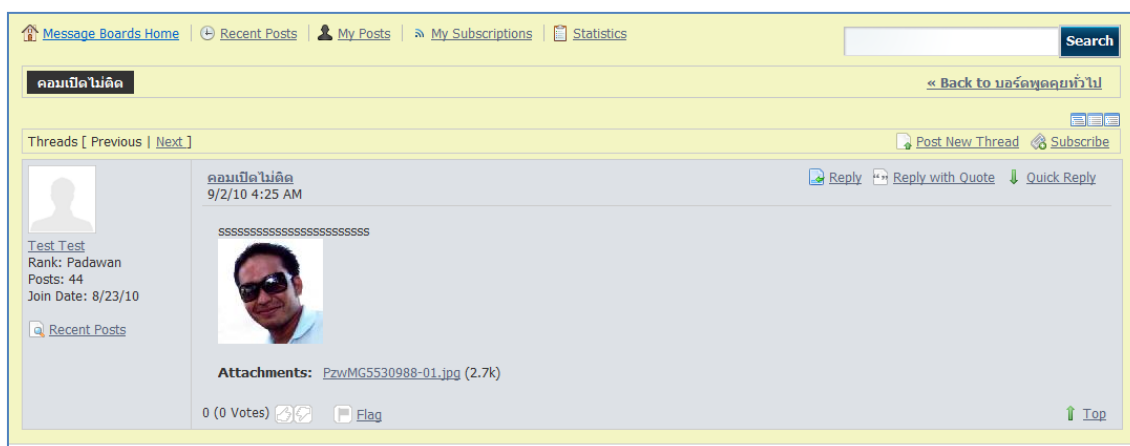 Message Boards Home Recent Posts My Posts My Subscriptions Statistics
Search
คอมเปิดไม่ติด « Back to บอร์ดพูดคุยทั่วไป
Threads [ Previous | Next ] Post New Thread Subscribe
คอมเปิดไม่ติด Reply Reply with Quote Quick Reply
9/2/10 4:25 AM
Test Test
Rank: Padawan
Posts: 44
Join Date: 8/23/10
Recent Posts
ssssssssssssssssssssssss
Attachments: PzwMG5530988-01.jpg (2.7k)
0 (0 Votes) Flag Top